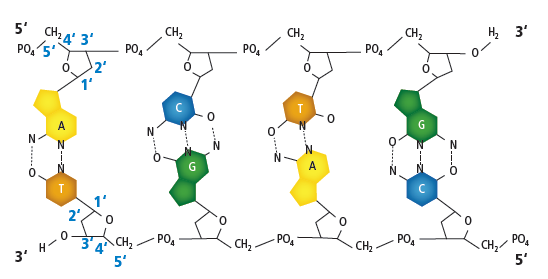 5‘ 3‘
CH2 CH2 CH2 CH2 H2
PO4 PO4 PO4 PO4 O
5‘ 4‘ 3‘
O O O O
2‘
1‘
A C O T O G
N N N N N N O N N
N N
O N O N N N N O
T G A C
1‘
2‘ O O O O
H O 3‘ 4‘ CH2 PO4 CH2 PO4 CH2 PO4 CH2 PO4
3‘ 5‘ 5‘